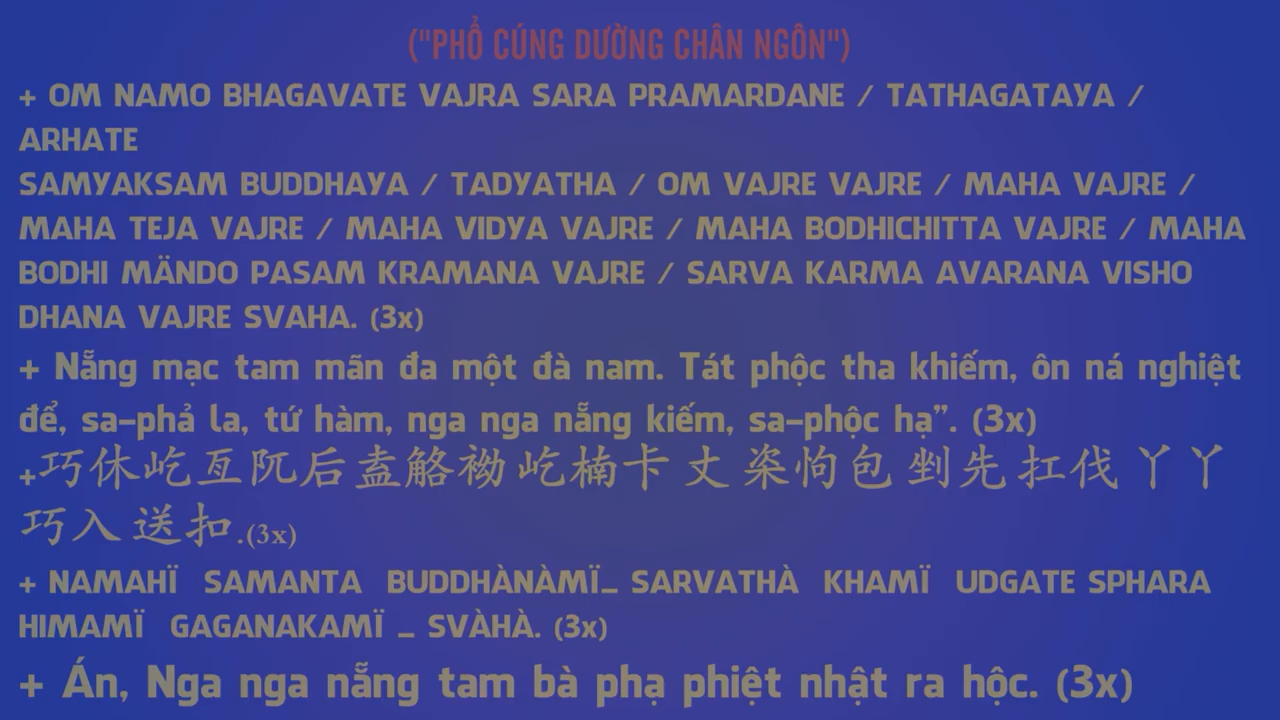 ("PHỔ CÚNG DƯỜNG CHÂN NGÔN")
+ OM NAMO BHAGAVATE VAJRA SARA PRAMARDANE / TATHAGATAYA /
ARHATE
SAMYAKSAM BUDDHAYA / TADYATHA / OM VAJRE VAJRE / MAHA VAJRE /
MAHA TEJA VAJRE / MAHA VIDYA VAJRE / MAHA BODHICHITTA VAJRE / MAHA
BODHI MÄNDO PASAM KRAMANA VAJRE / SARVA KARMA AVARANA VISHO
DHANA VAJRE SVAHA. (3x)
+ Nẵng mạc tam mãn đa một đà nam. Tát phộc tha khiếm, ôn ná nghiệt
để, sa-phả la, tứ hàm, nga nga nẵng kiếm, sa-phộc hạ”. (3x)
+巧休屹亙阢后盍觡袎屹楠卡丈楶怐包剉先扛伐丫丫
巧入送扣.(3x)
+ NAMAHÏ SAMANTA BUDDHÀNÀMÏ_ SARVATHÀ KHAMÏ UDGATE SPHARA
HIMAMÏ GAGANAKAMÏ _ SVÀHÀ. (3x)
+ Án, Nga nga nẵng tam bà phạ phiệt nhật ra hộc. (3x)